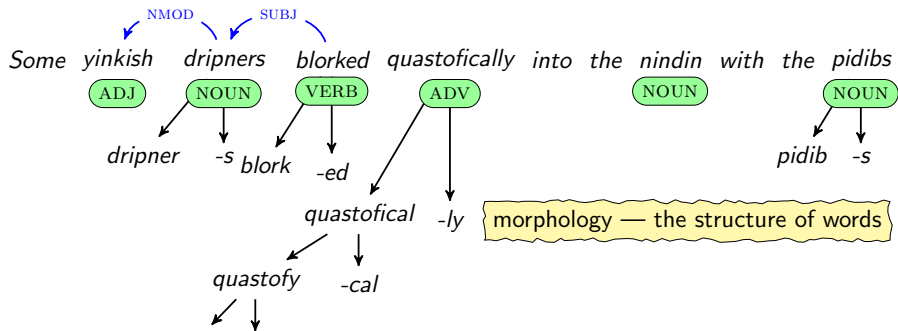 NMOD SUBJ
Some yinkish dripners blorked quastofically into the nindin with the pidibs
ADJ NOUN VERB ADV NOUN NOUN
dripner -s blork -ed pidib -s
quastofical -ly morphology — the structure of words
quastofy -cal